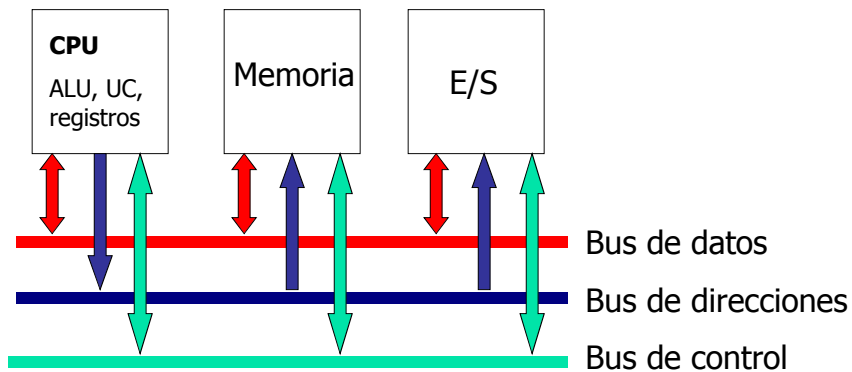 CPU
ALU, UC,
registros
Memoria
E/S
Bus de datos
Bus de direcciones
Bus de control